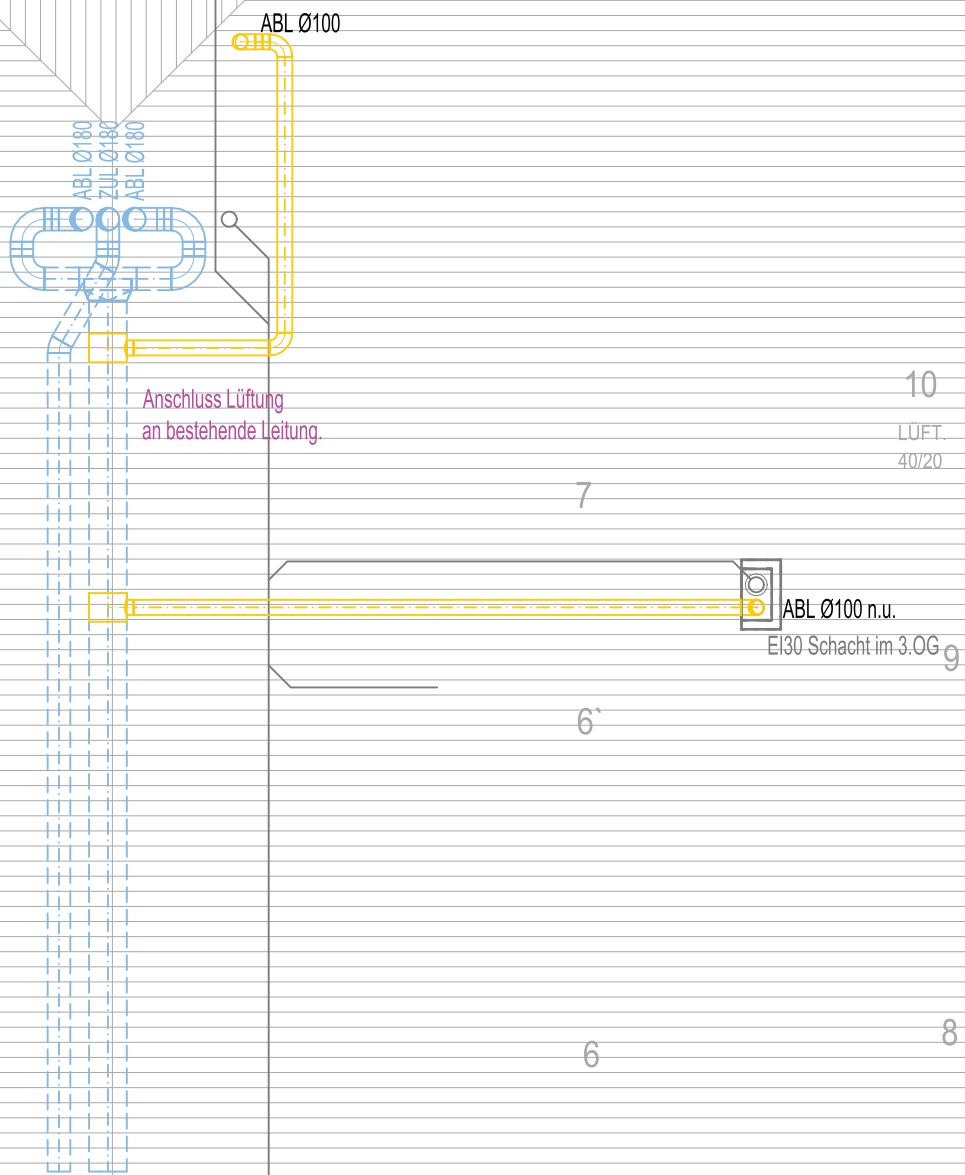 ABL Ø100
ABL Ø180
ZUL Ø180
ABL Ø180
10
Anschluss Lüftung
an bestehende Leitung.
LÜFT.
40/20
7
ABL Ø100 n.u.
EI30 Schacht im 3.OG
9
6`
8
6